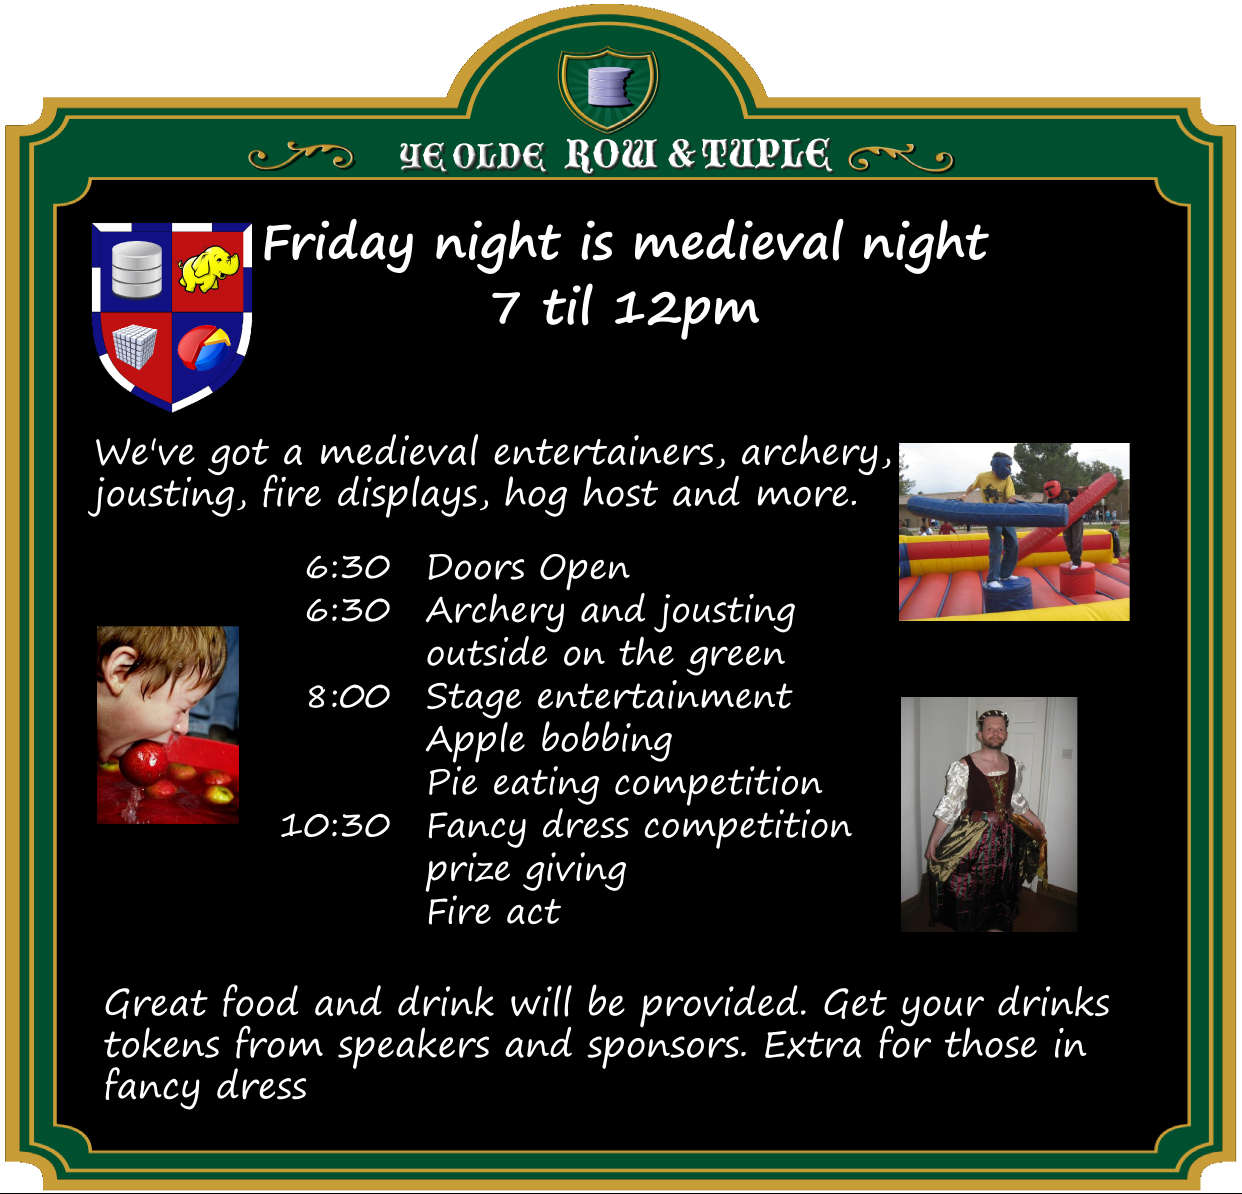 YE OLDE ROW & TUPLE
Friday night is medieval night
7 til 12pm
We've got a medieval entertainers, archery,
jousting, fire displays, hog host and more.
6:30 Doors Open
6:30 Archery and jousting
outside on the green
8:00 Stage entertainment
Apple bobbing
Pie eating competition
10:30 Fancy dress competition
prize giving
Fire act
Great food and drink will be provided. Get your drinks
tokens from speakers and sponsors. Extra for those in
fancy dress